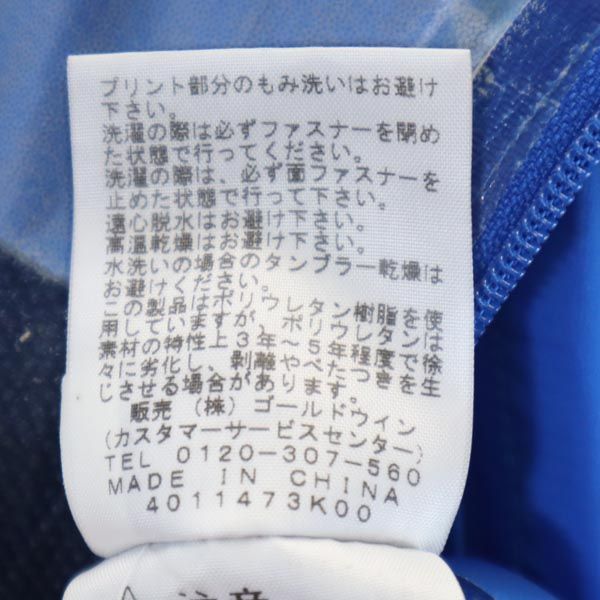 プリント部分のもみ洗いはお避け
下さい。
洗濯の際は必ずファスナーを閉め
た状態で行ってください。
洗濯の際は、必ず面ファスナーを
止めた状態で行って下さい。
遠心脱水はお避け下さい。
高温乾燥はお避け下さい。
水洗いの場合のタンブラー乾燥は
お避けください。
この製品はポリウレタン樹脂を使
用していますが、ポリウレタンは
素材の特性上３年～５年程度で徐
々に劣化し、剥離やべたつきを生
じさせる場合があります。
販売 (株) ゴールドウイン
(カスタマーサービスセンター)
TEL 0120-307-560
MADE IN CHINA
4011473K00
注意